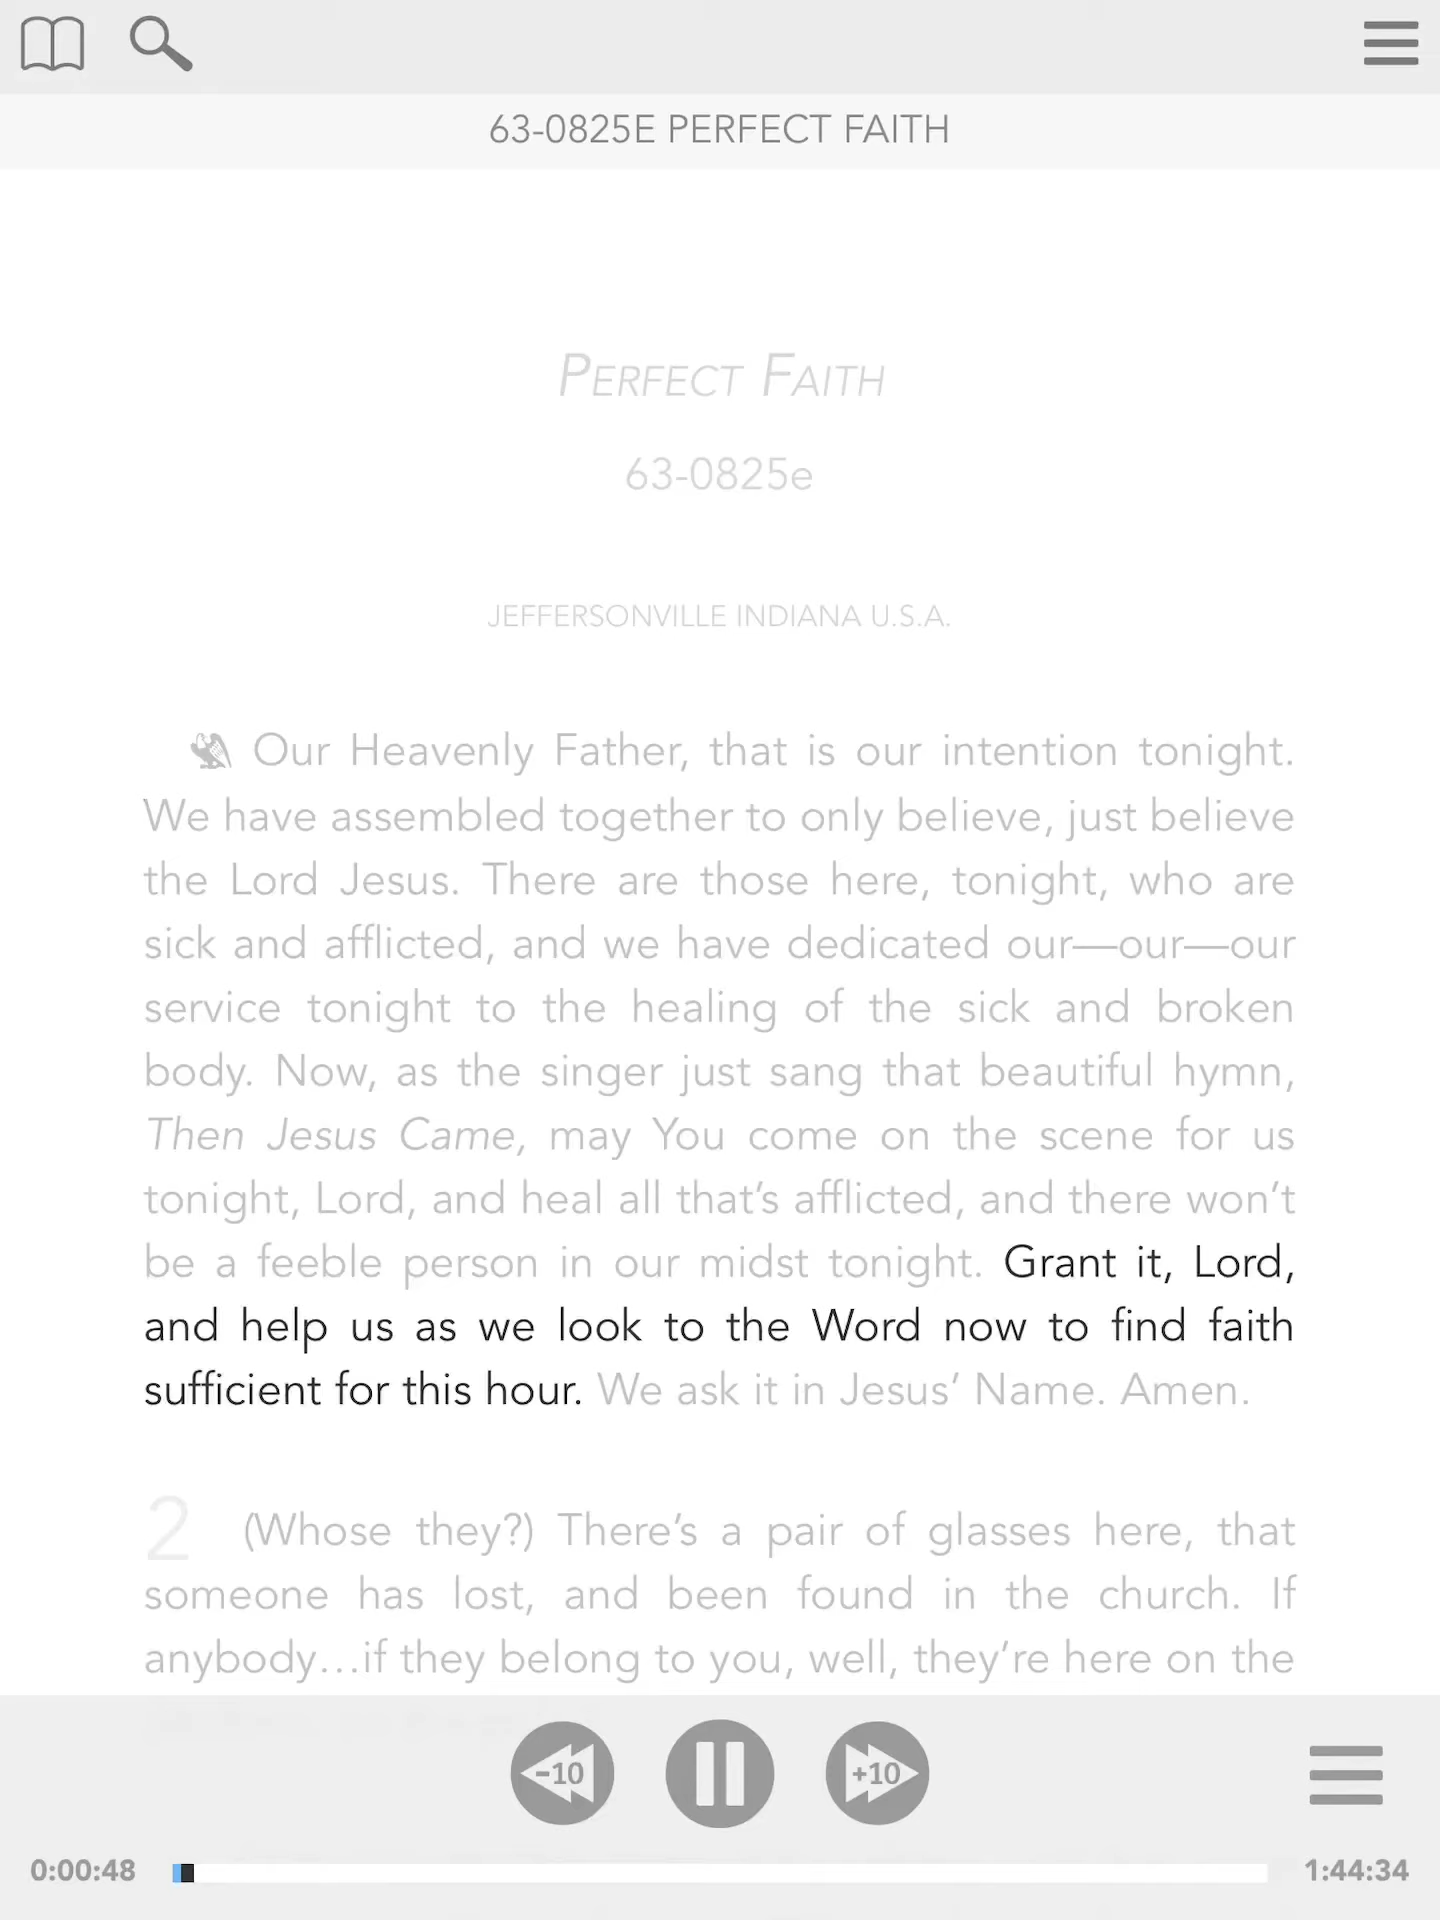 63-0825E PERFECT FAITH
PERFECT FAITH
63-0825e
JEFFERSONVILLE INDIANA U.S.A.
Our Heavenly Father, that is our intention tonight.
We have assembled together to only believe, just believe
the Lord Jesus. There are those here, tonight, who are
sick and afflicted, and we have dedicated our—our—our
service tonight to the healing of the sick and broken
body. Now, as the singer just sang that beautiful hymn,
Then Jesus Came, may You come on the scene for us
tonight, Lord, and heal all that’s afflicted, and there won’t
be a feeble person in our midst tonight. Grant it, Lord,
and help us as we look to the Word now to find faith
sufficient for this hour. We ask it in Jesus’ Name. Amen.
2 (Whose they?) There’s a pair of glasses here, that
someone has lost, and been found in the church. If
anybody…if they belong to you, well, they’re here on the
-10 +10
0:00:48 1:44:34